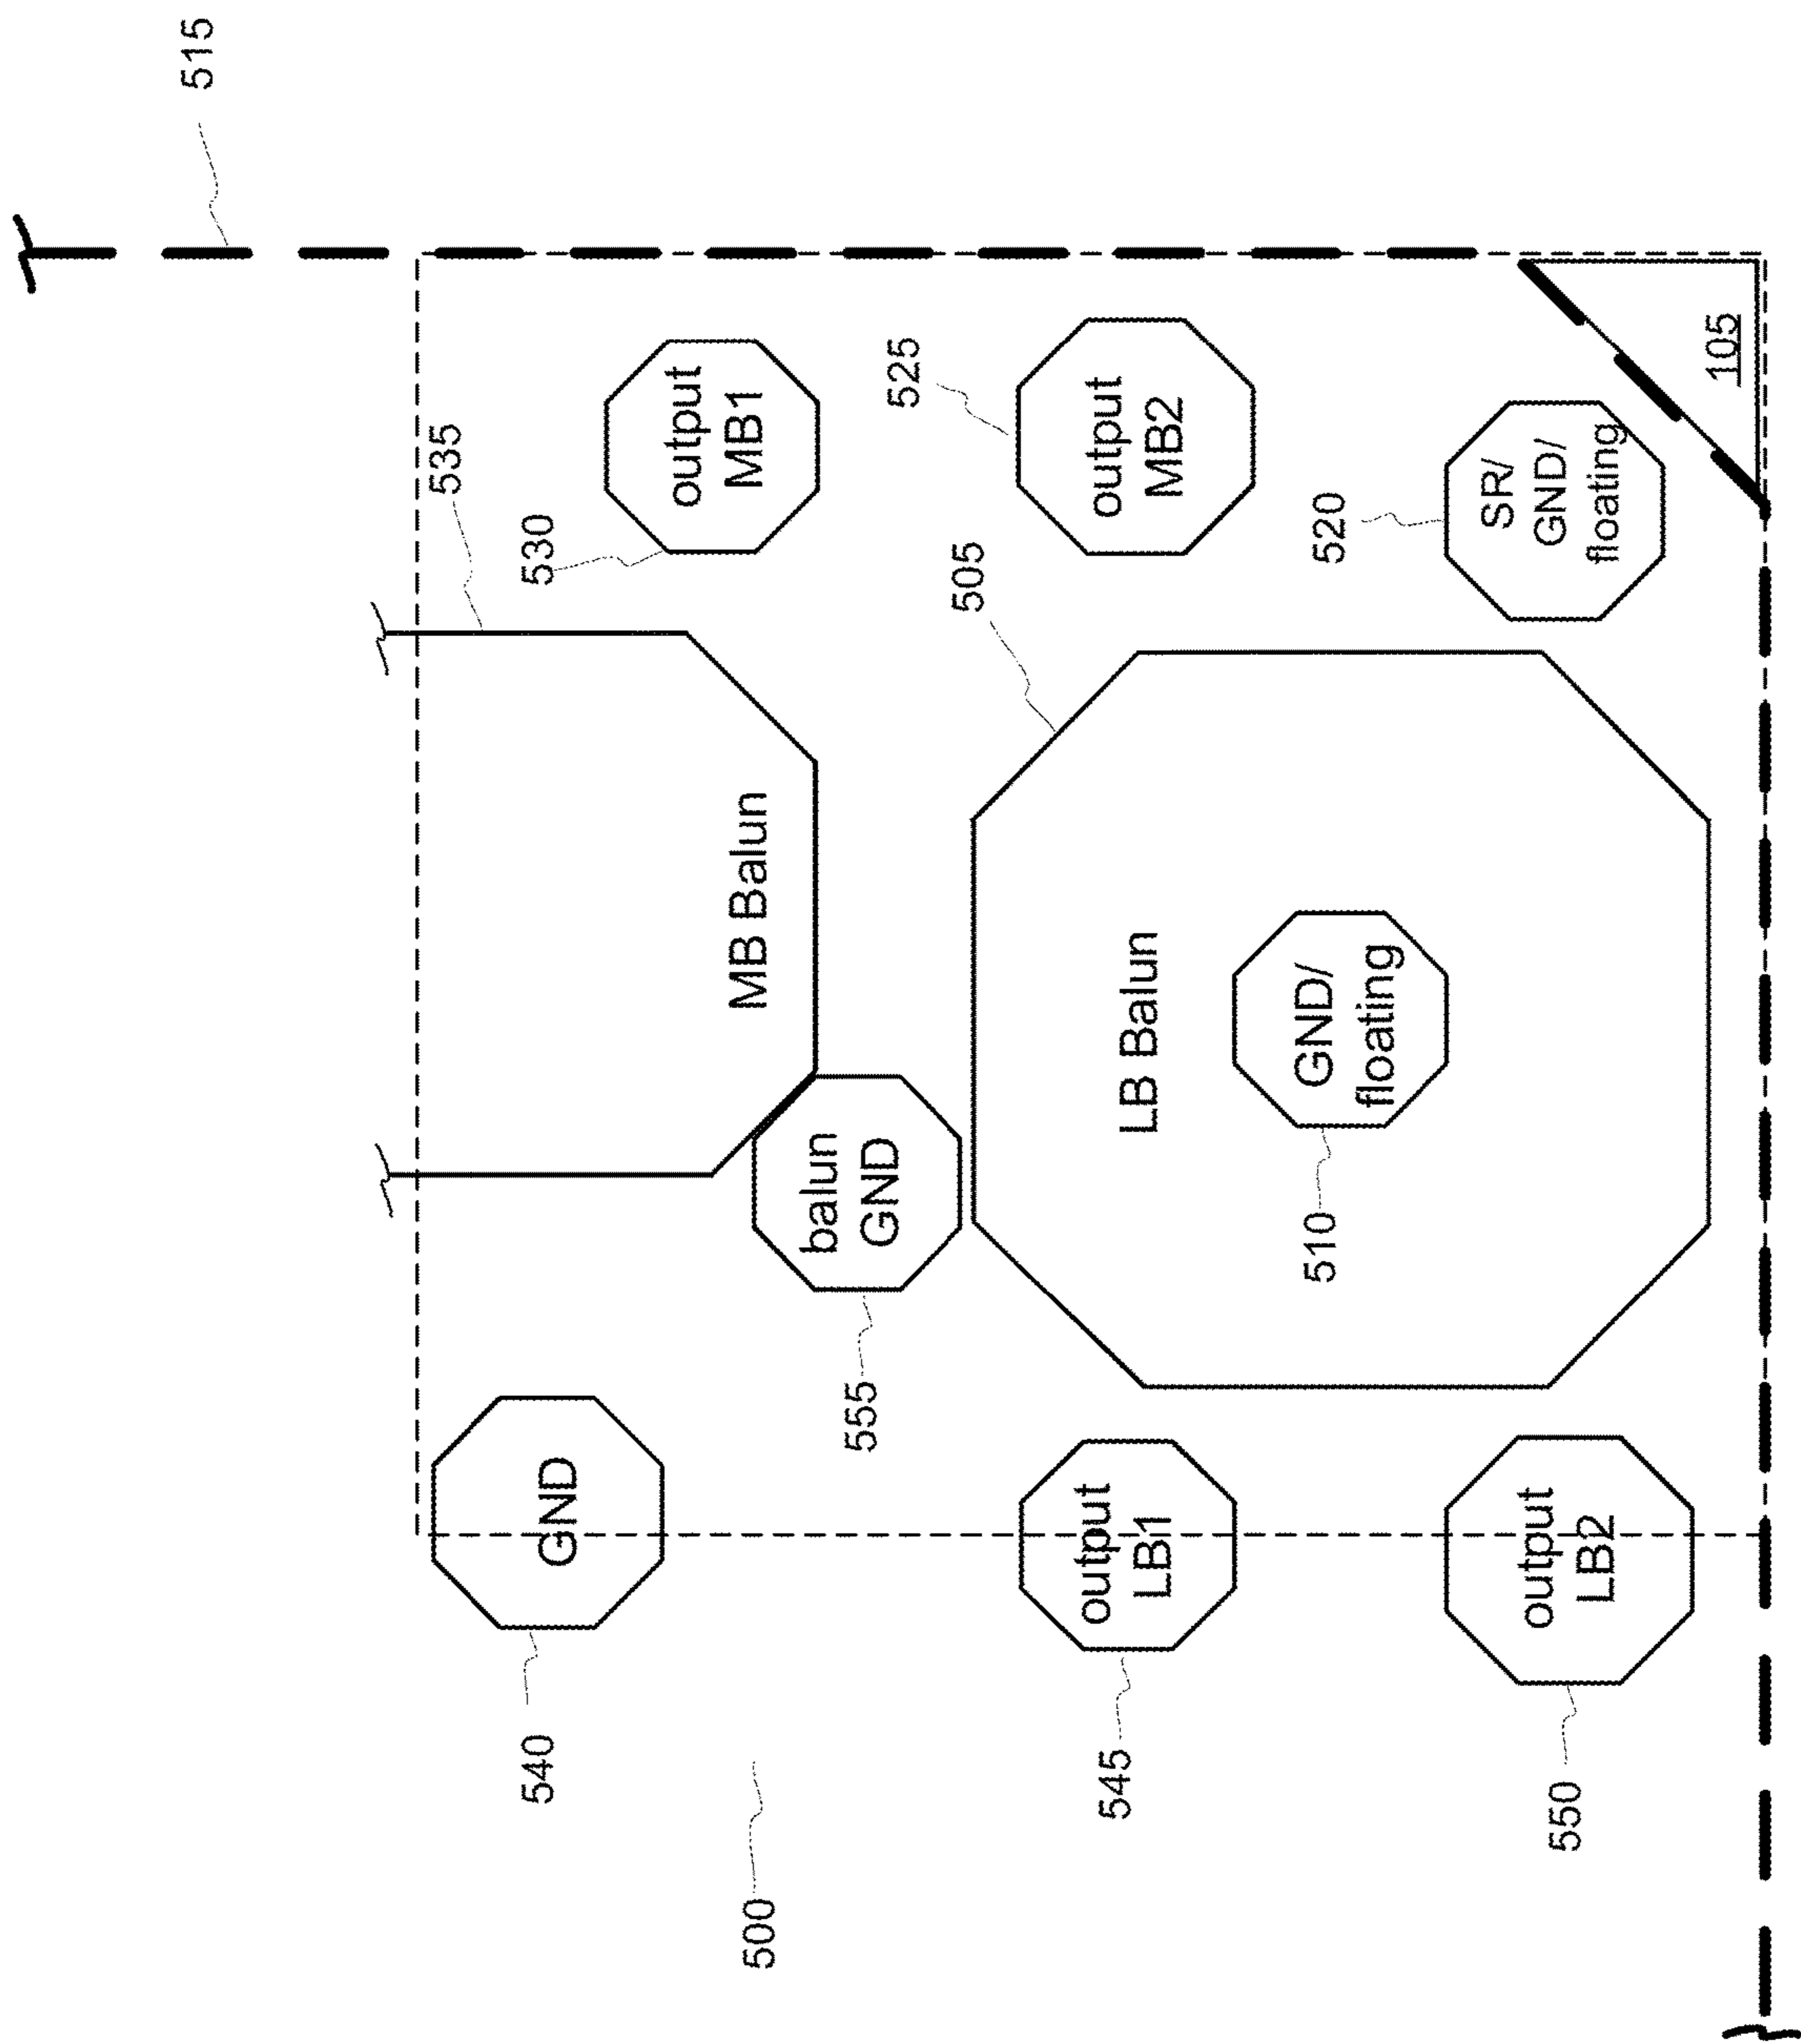 515
535
output
MB1
530
525
output
MB2
520
SR/
GND/
floating
105
505
MB Balun
LB Balun
GND/
floating
510
balun
GND
555
GND
540
output
LB1
545
output
LB2
550
500